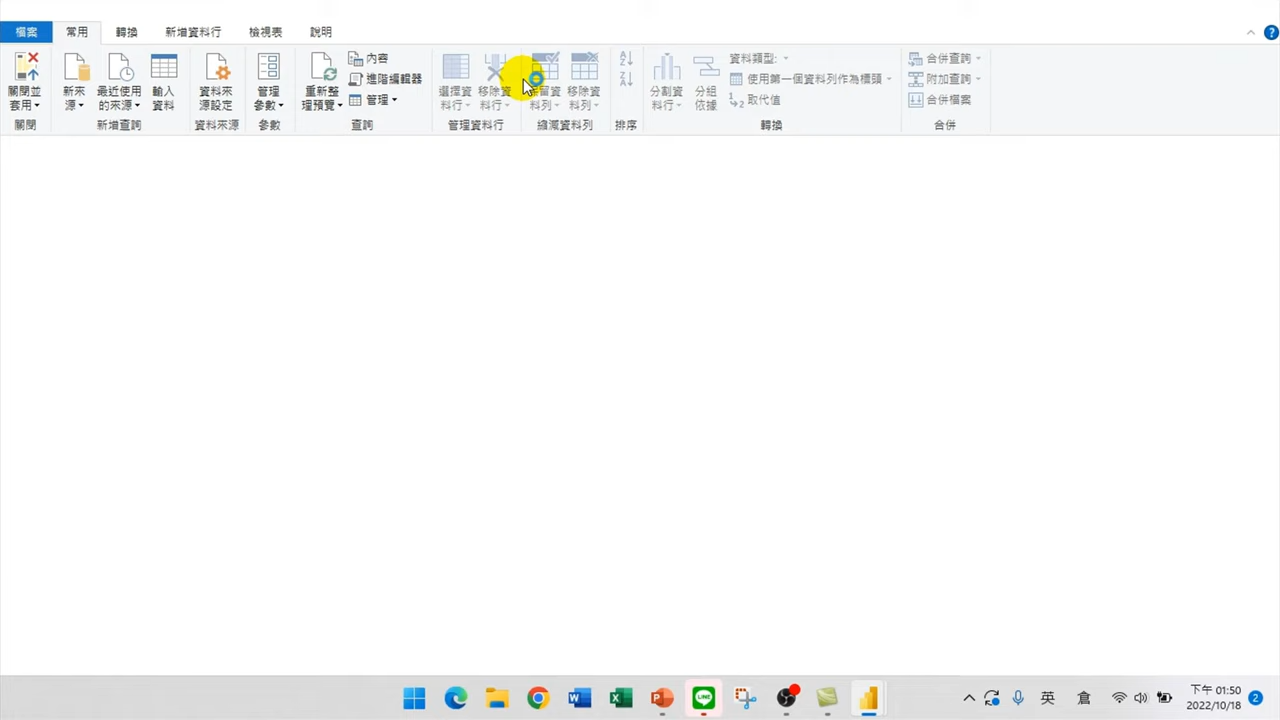 檔案 常用 轉換 新增資料行 檢視表 說明
關閉並
套用
關閉
新來
源
最近使用
的來源
輸入
資料
新增查詢
資料來
源設定
資料來源
管理
參數
參數
重新整
理預覽
內容
進階編輯器
管理
查詢
選擇資
料行
移除資
料行
管理資料行
保留資
料列
移除資
料列
縮減資料列
排序
分割資
料行
分組
依據
資料類型:
使用第一個資料列作為標頭
取代值
轉換
合併查詢
附加查詢
合併檔案
合併
LINE
英
倉
下午 01:50
2022/10/18
2